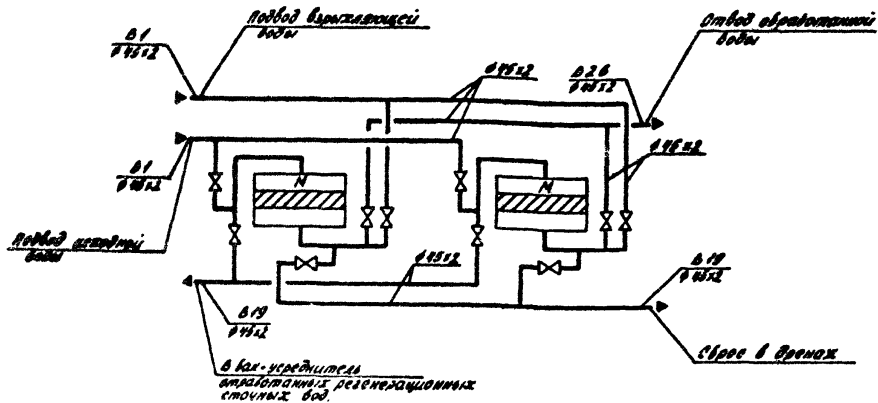 Подвод взрыхляющей
воды
В1
ф45х2
Отвод обработанной
воды
ф45х2
В28
ф45х2
В1
ф45х2
ф45х2
М
М
Подвод исходной
воды
ф45х2
В19
ф45х2
В19
ф45х2
Сброс в дренаж
В бак-усреднитель
отработанных регенерационных
сточных вод.